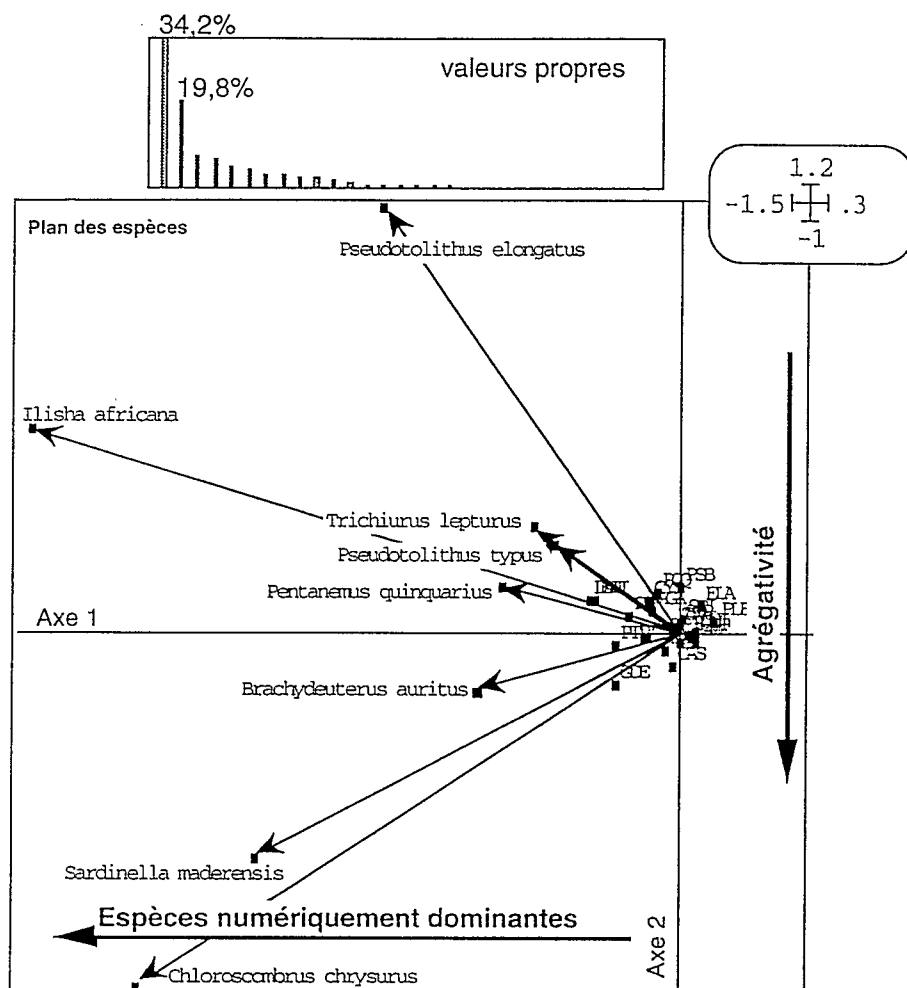 34,2%
valeurs propres
19,8%
1.2
-1.5 .3
-1
Plan des espèces
Pseudotolithus elongatus
Ilisha africana
Trichiurus lepturus
Pseudotolithus typus
PSB
Pentanemus quinquarius
ELA
Axe 1
Agrégativité
Brachydeuterus auritus
Sardinella maderensis
Espèces numériquement dominantes
Axe 2
Chloroscombrus chrysurus